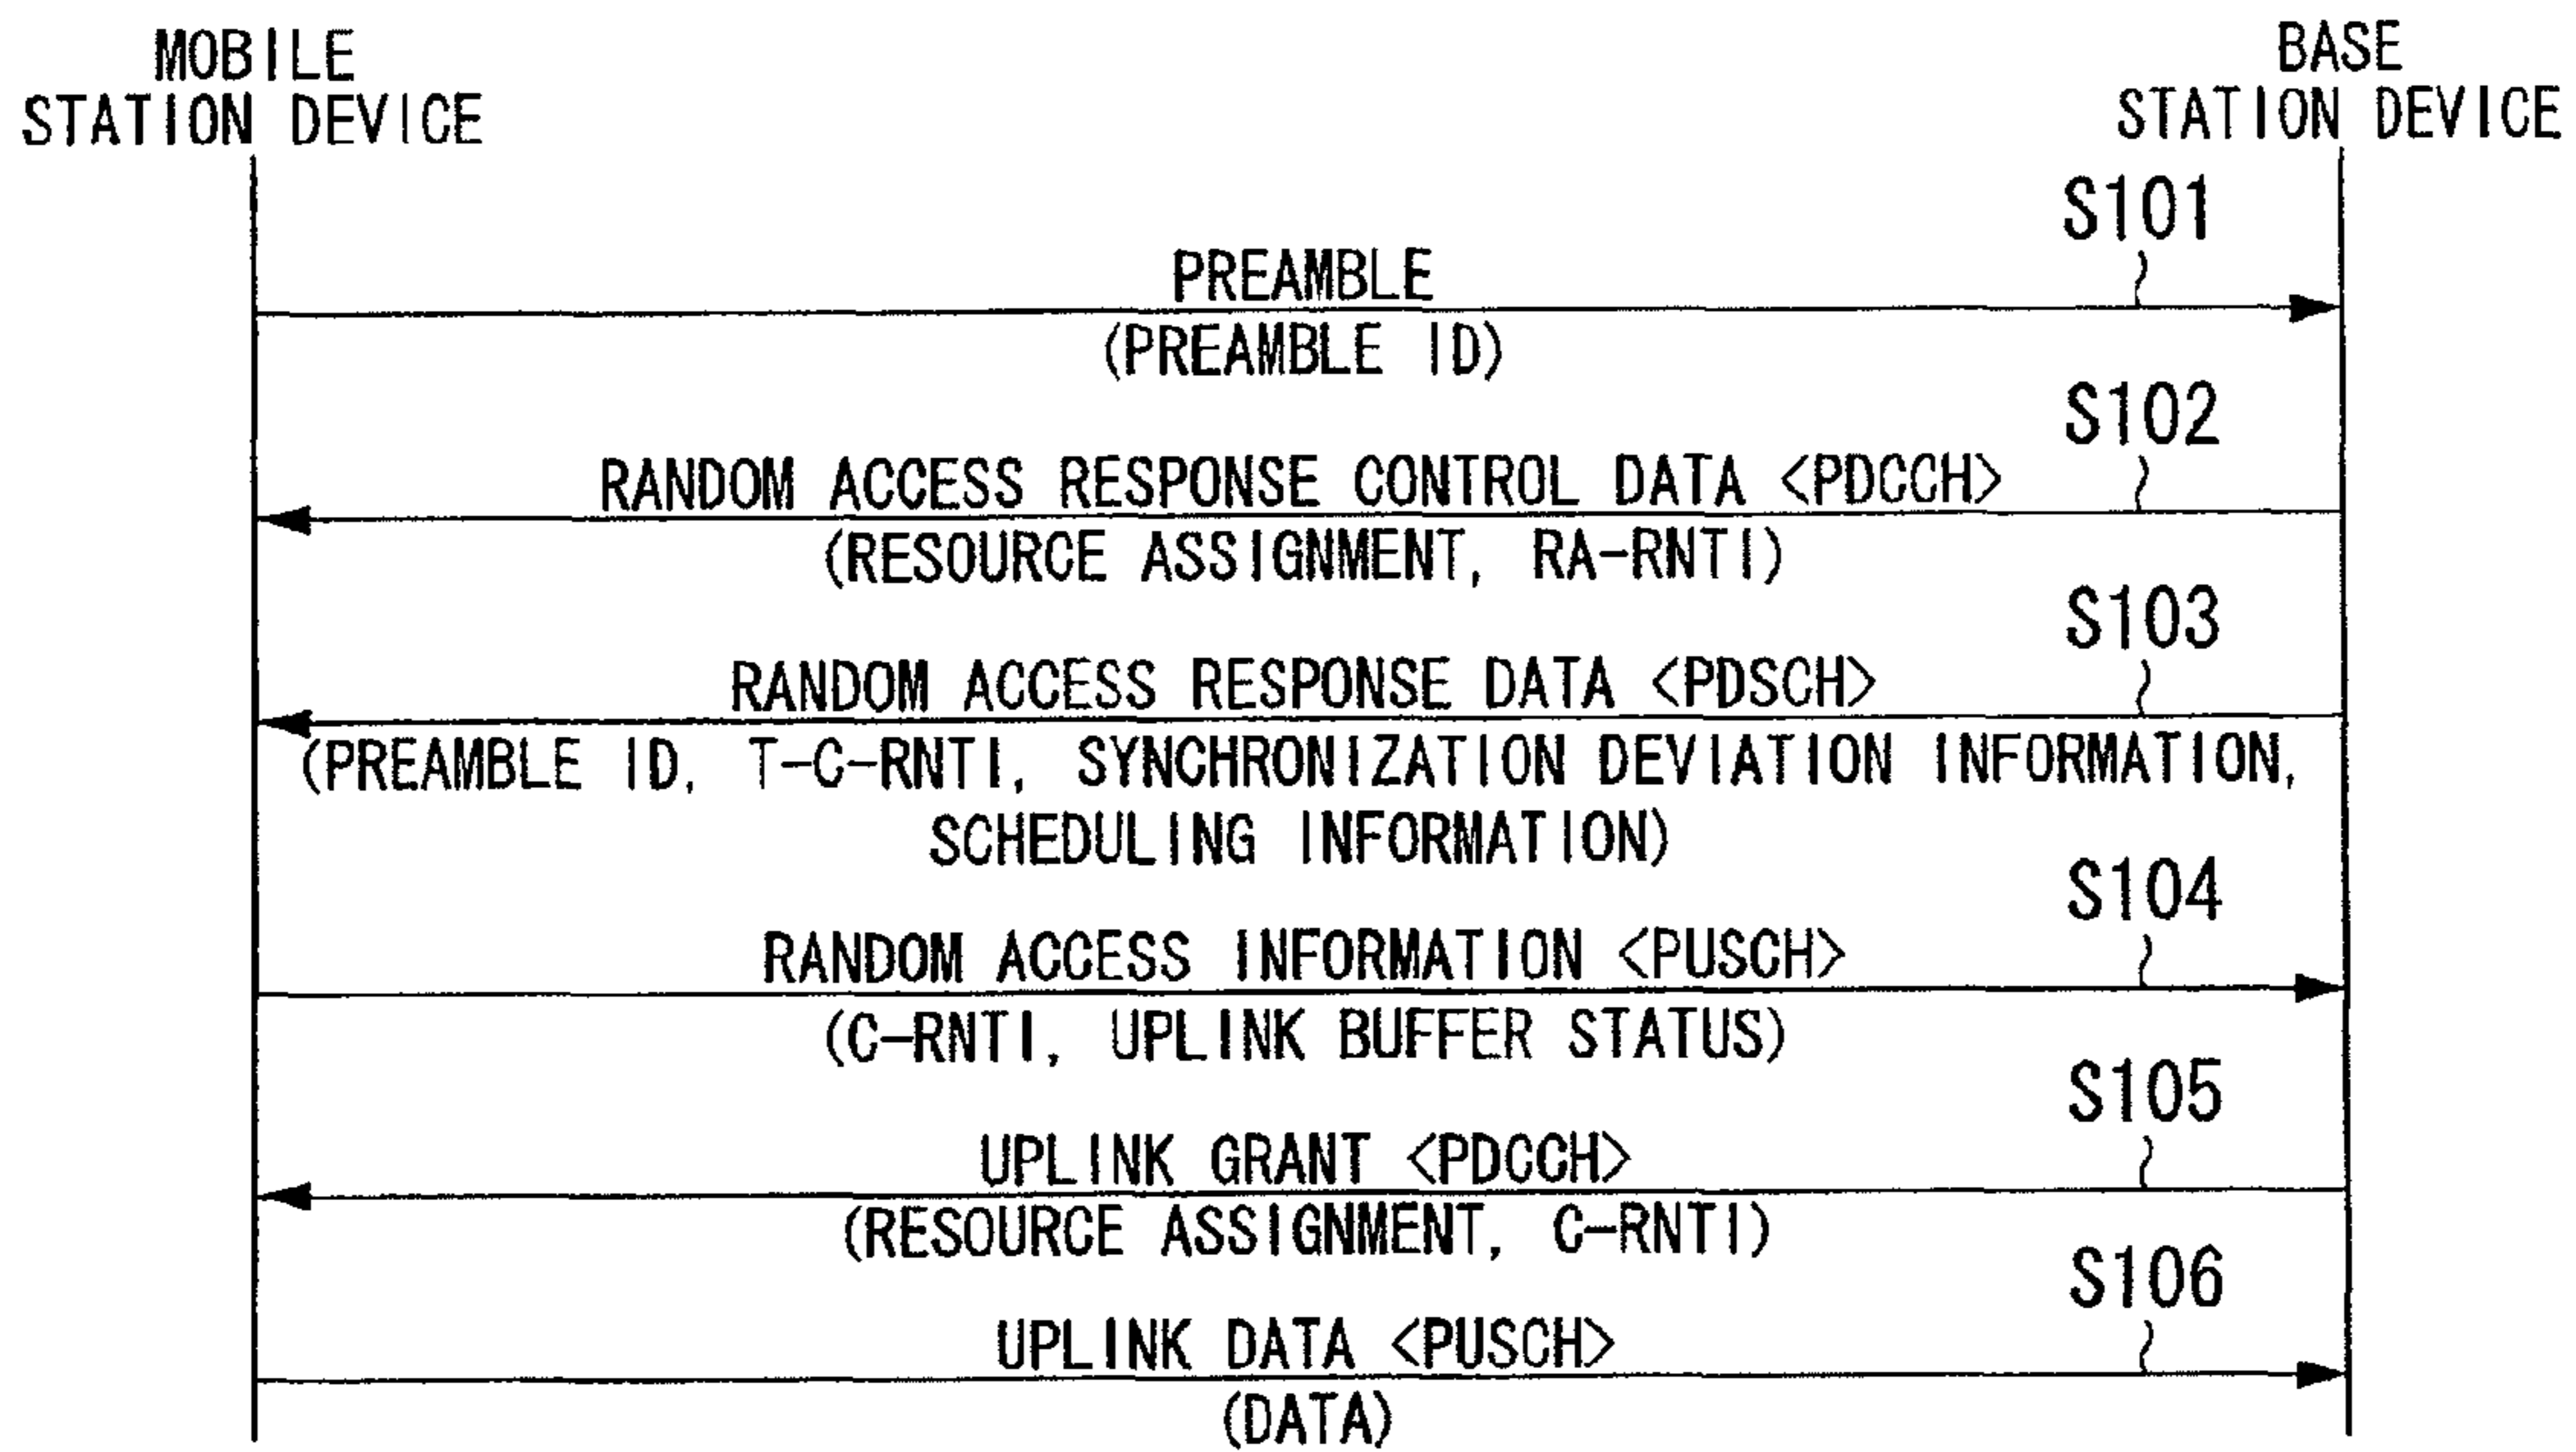 MOBILE
STATION DEVICE
BASE
STATION DEVICE
S101
PREAMBLE
(PREAMBLE ID)
S102
RANDOM ACCESS RESPONSE CONTROL DATA <PDCCH>
(RESOURCE ASSIGNMENT, RA-RNTI)
S103
RANDOM ACCESS RESPONSE DATA <PDSCH>
(PREAMBLE ID, T-C-RNTI, SYNCHRONIZATION DEVIATION INFORMATION,
SCHEDULING INFORMATION)
S104
RANDOM ACCESS INFORMATION <PUSCH>
(C-RNTI, UPLINK BUFFER STATUS)
S105
UPLINK GRANT <PDCCH>
(RESOURCE ASSIGNMENT, C-RNTI)
S106
UPLINK DATA <PUSCH>
(DATA)